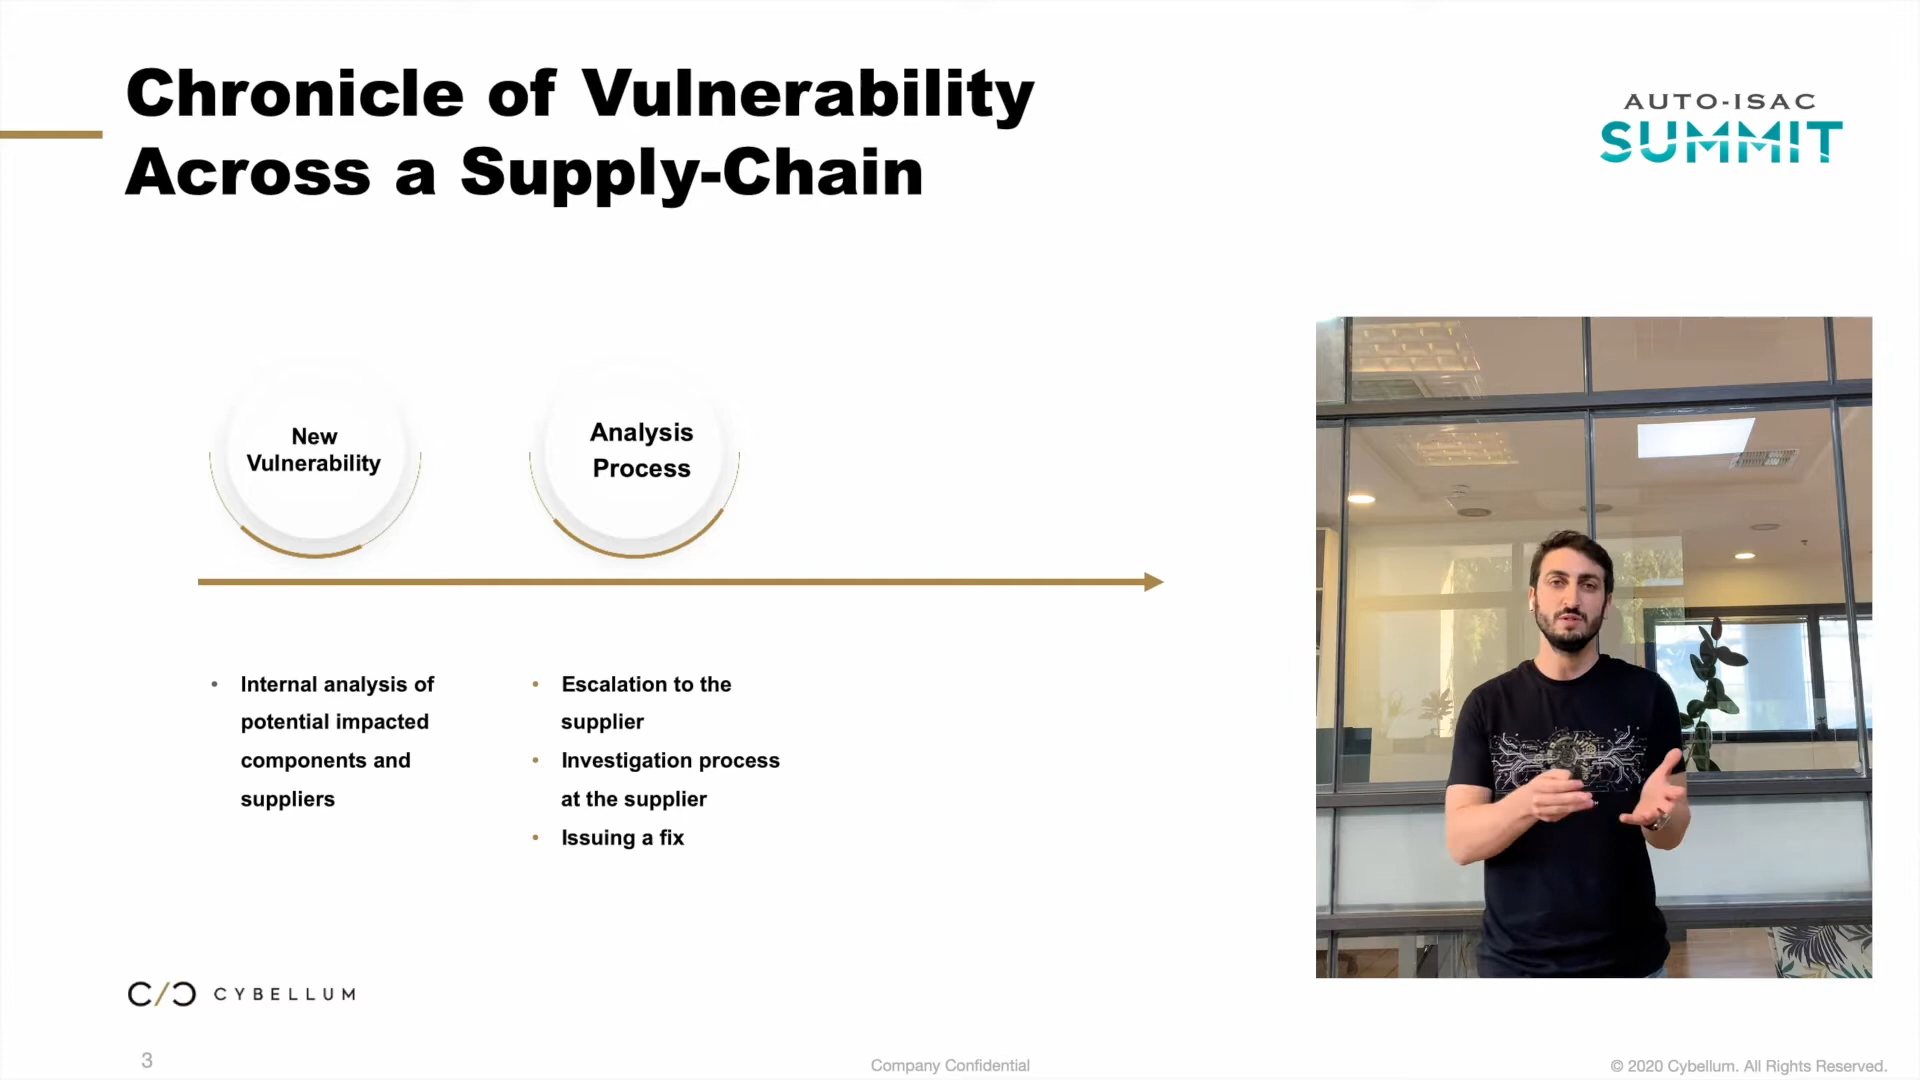 Chronicle of Vulnerability
Across a Supply-Chain
AUTO-ISAC
SUMMIT
New
Vulnerability
Analysis
Process
• Internal analysis of
potential impacted
components and
suppliers
• Escalation to the
supplier
• Investigation process
at the supplier
• Issuing a fix
C/C CYBELLUM
3
Company Confidential
© 2020 Cybellum. All Rights Reserved.